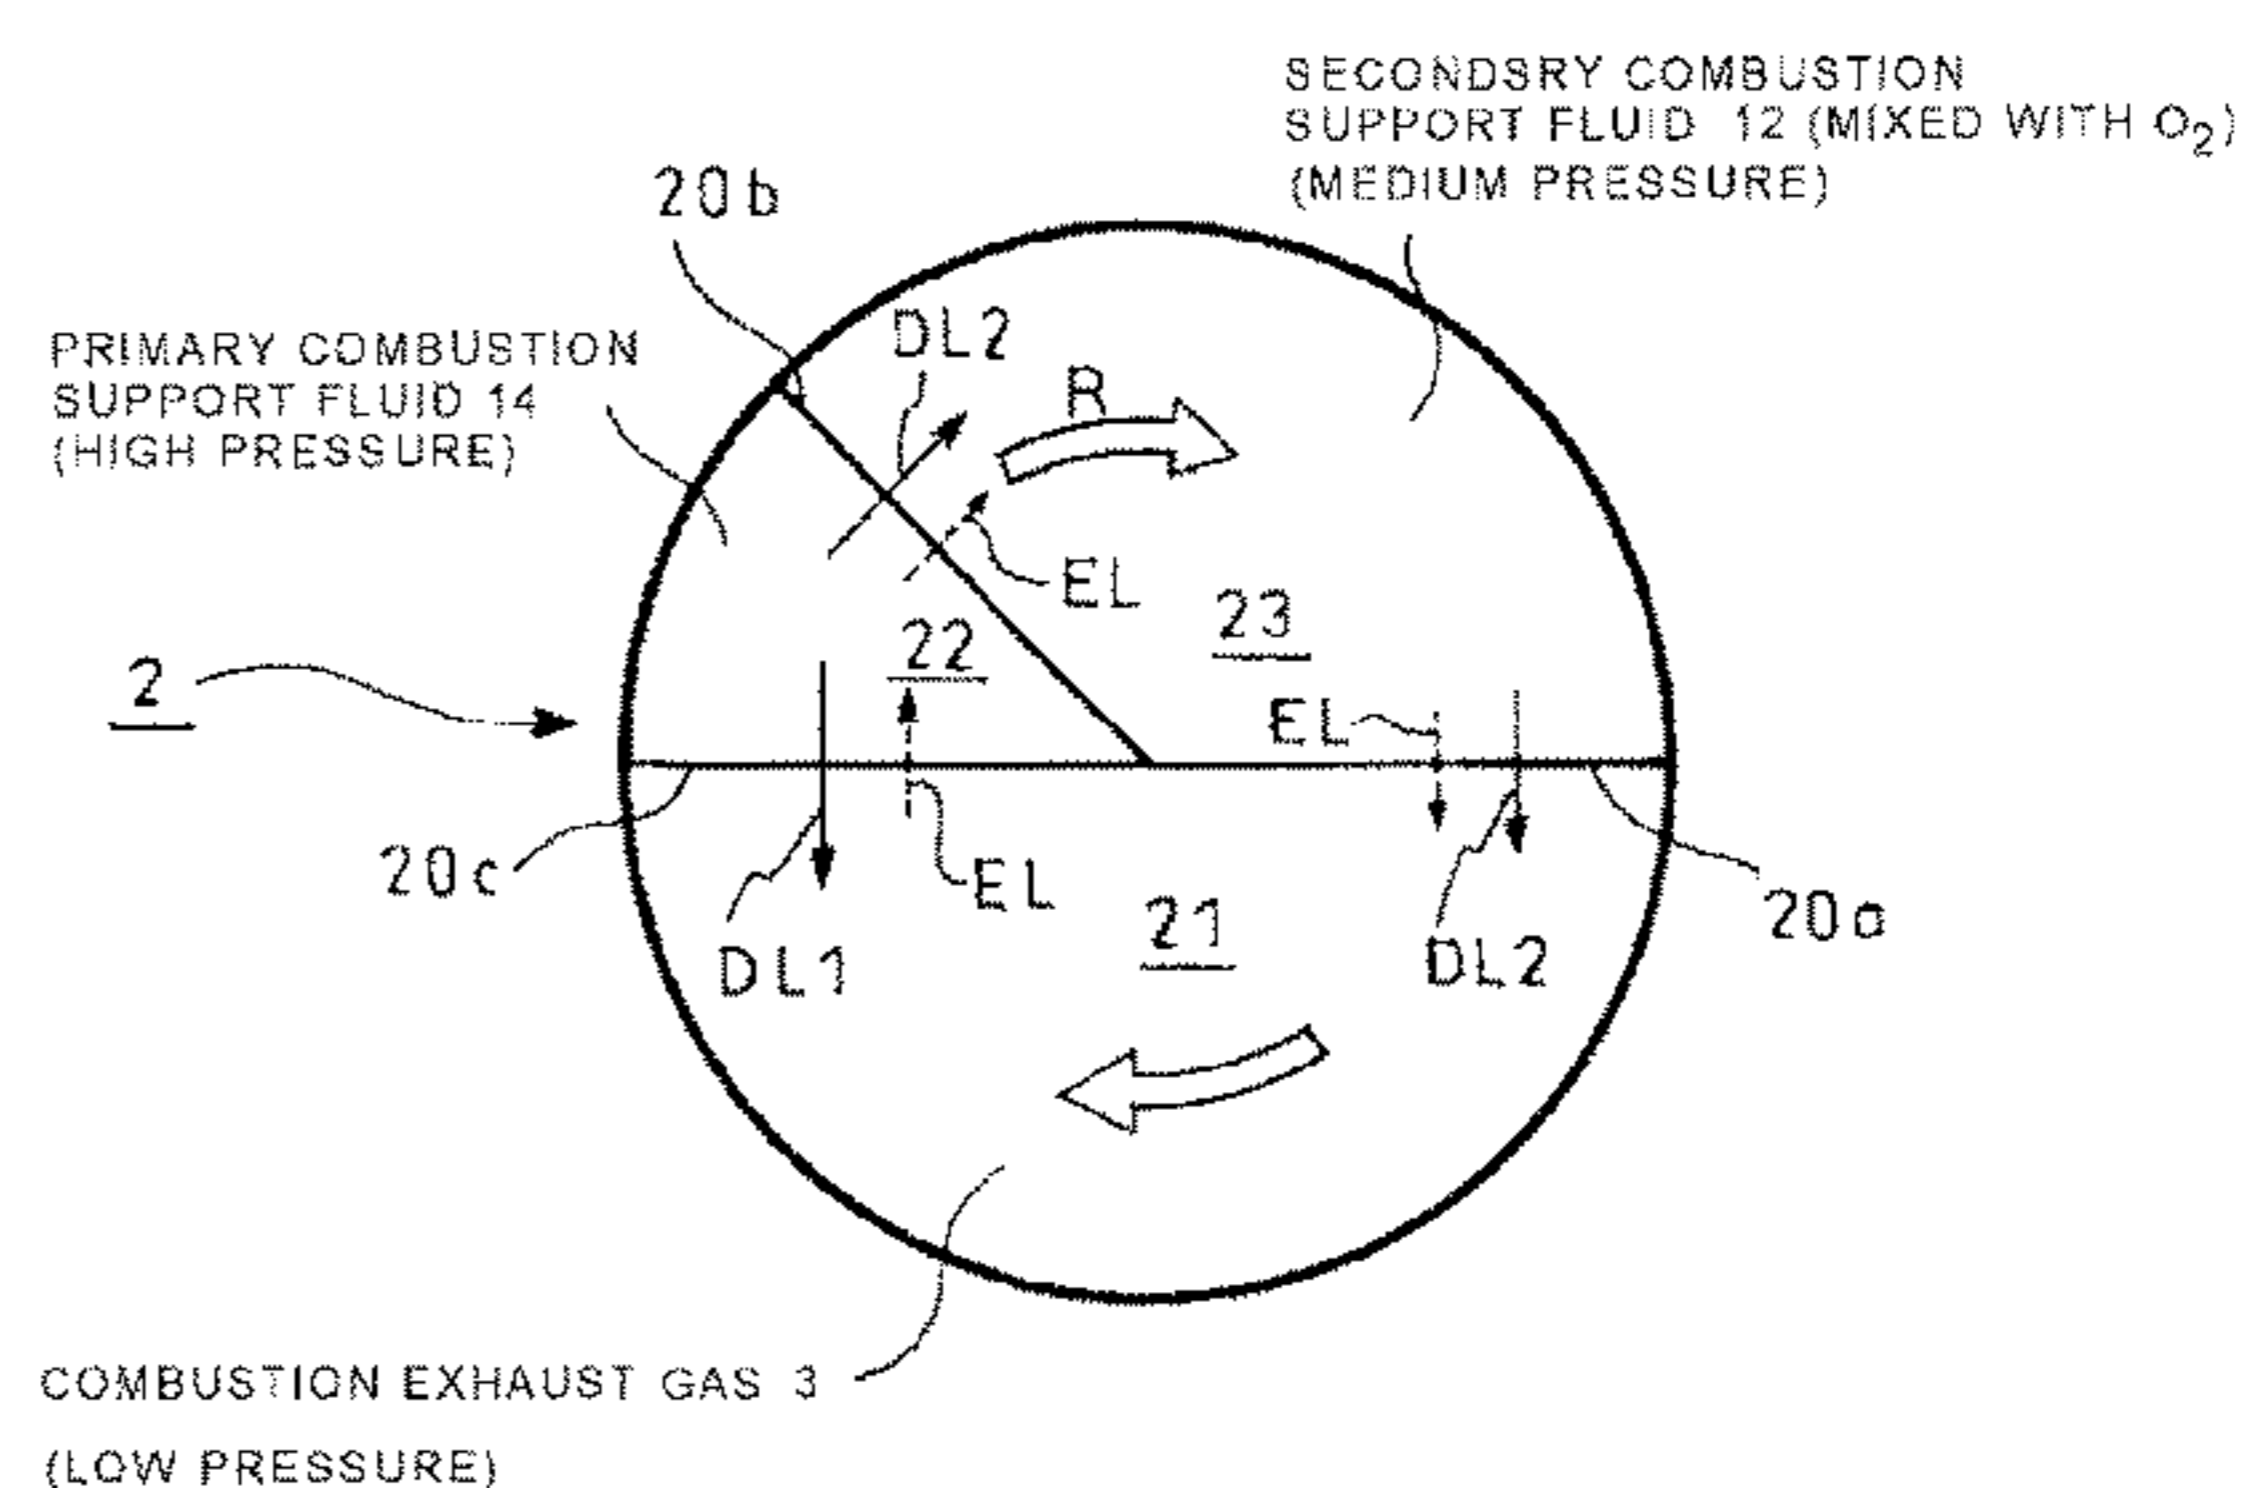 SECONDSRY COMBUSTION
SUPPORT FLUID 12 (MIXED WITH O2)
(MEDIUM PRESSURE)
20b
PRIMARY COMBUSTION
SUPPORT FLUID 14
(HIGH PRESSURE)
DL2
R
EL
23
22
2
EL
20c
EL
21
20a
DL1
DL2
COMBUSTION EXHAUST GAS 3
(LOW PRESSURE)